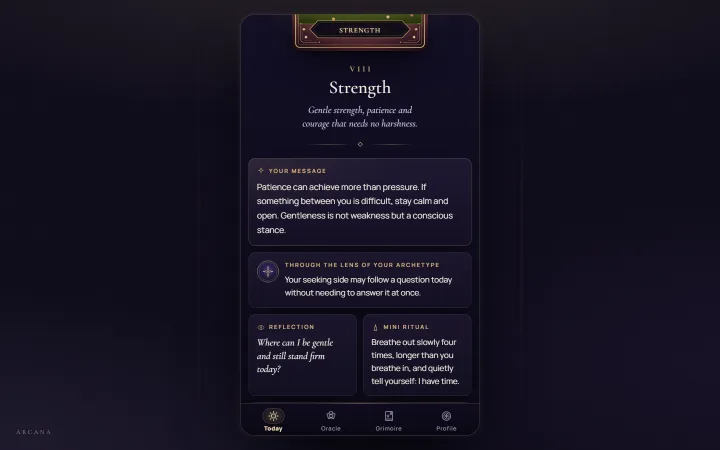 STRENGTH
VIII
Strength
Gentle strength, patience and
courage that needs no harshness.
YOUR MESSAGE
Patience can achieve more than pressure. If
something between you is difficult, stay calm and
open. Gentleness is not weakness but a conscious
stance.
THROUGH THE LENS OF YOUR ARCHETYPE
Your seeking side may follow a question today
without needing to answer it at once.
REFLECTION
Where can I be gentle
and still stand firm
today?
MINI RITUAL
Breathe out slowly four
times, longer than you
breathe in, and quietly
tell yourself: I have time.
Today
Oracle
Grimoire
Profile
ARCANA